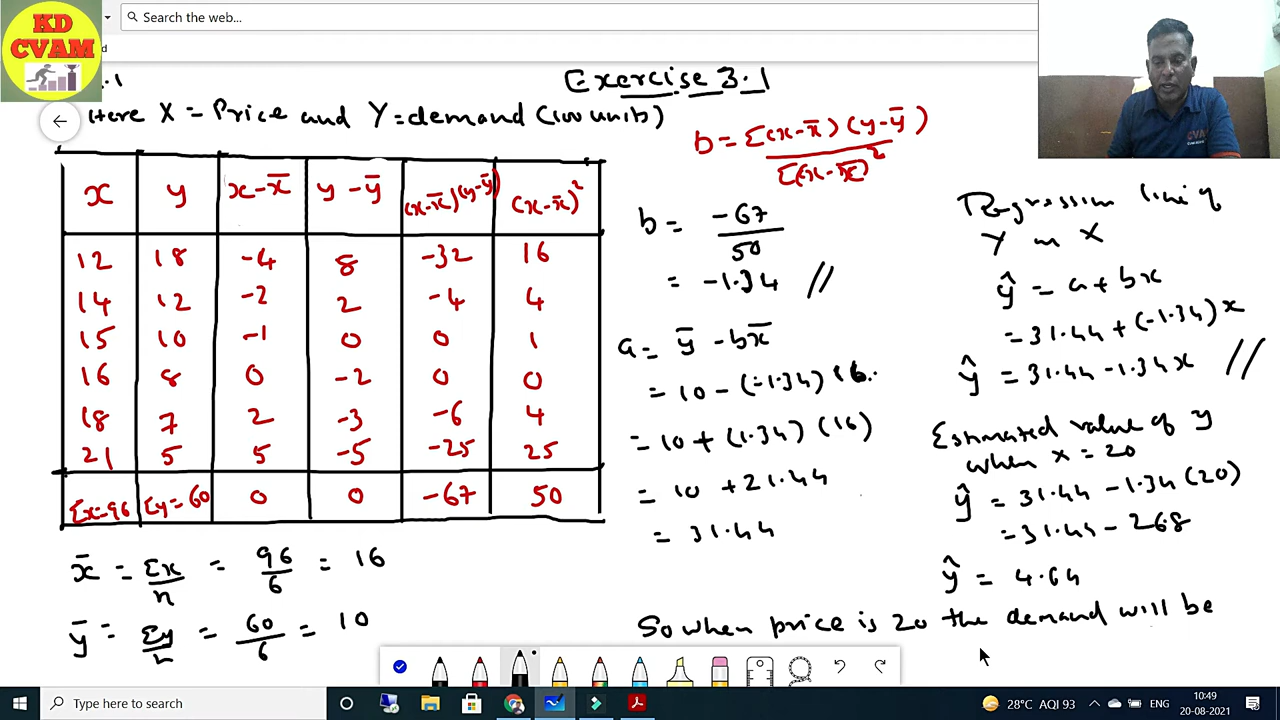 KD
CVAM
Search the web...
Exercise 3.1
Here X = Price and Y = demand (100 units)
x y x-x̄ y-ȳ (x-x̄)(y-ȳ) (x-x̄)²
12 18 -4 8 -32 16
14 12 -2 2 -4 4
15 10 -1 0 0 1
16 8 0 -2 0 0
18 7 2 -3 -6 4
21 5 5 -5 -25 25
Σx=96 Σy=60 0 0 -67 50
x̄ = Σx/n = 96/6 = 16
ȳ = Σy/n = 60/6 = 10
b = Σ(x-x̄)(y-ȳ)/Σ(x-x̄)²
b = -67/50
= -1.34 //
a = ȳ - bx̄
= 10 - (-1.34)(16.
= 10 + (1.34)(16)
= 10 + 21.44
= 31.44
Regression line of
Y on X
ŷ = a + bx
= 31.44 + (-1.34)x
ŷ = 31.44 - 1.34x //
Estimated value of y
when x = 20
ŷ = 31.44 - 1.34(20)
= 31.44 - 26.8
ŷ = 4.64
So when price is 20 the demand will be
Type here to search
28°C AQI 93
ENG
10:49
20-08-2021